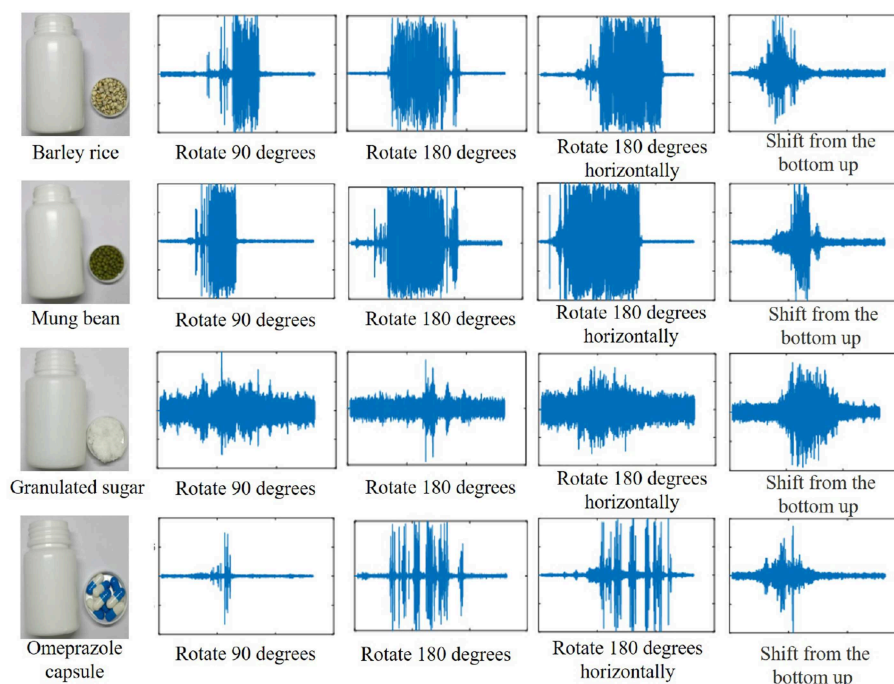 Barley rice
Rotate 90 degrees
Rotate 180 degrees
Rotate 180 degrees
horizontally
Shift from the
bottom up
Mung bean
Rotate 90 degrees
Rotate 180 degrees
Rotate 180 degrees
horizontally
Shift from the
bottom up
Granulated sugar
Rotate 90 degrees
Rotate 180 degrees
Rotate 180 degrees
horizontally
Shift from the
bottom up
Omeprazole
capsule
Rotate 90 degrees
Rotate 180 degrees
Rotate 180 degrees
horizontally
Shift from the
bottom up